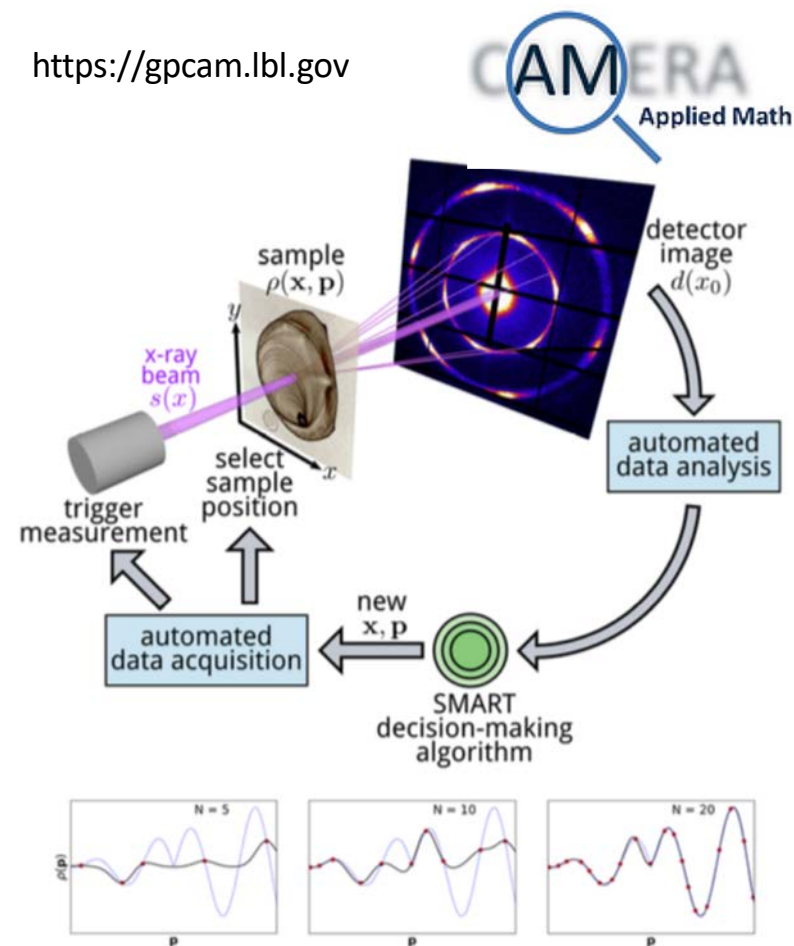 https://gpcam.lbl.gov
CAMERA
Applied Math
sample
ρ(x, p)
detector
image
d(x₀)
y
x-ray
beam
s(x)
x
select
sample
position
automated
data analysis
trigger
measurement
new
x, p
automated
data acquisition
SMART
decision-making
algorithm
N = 5
N = 10
N = 20
ρ(p)
p
p
p